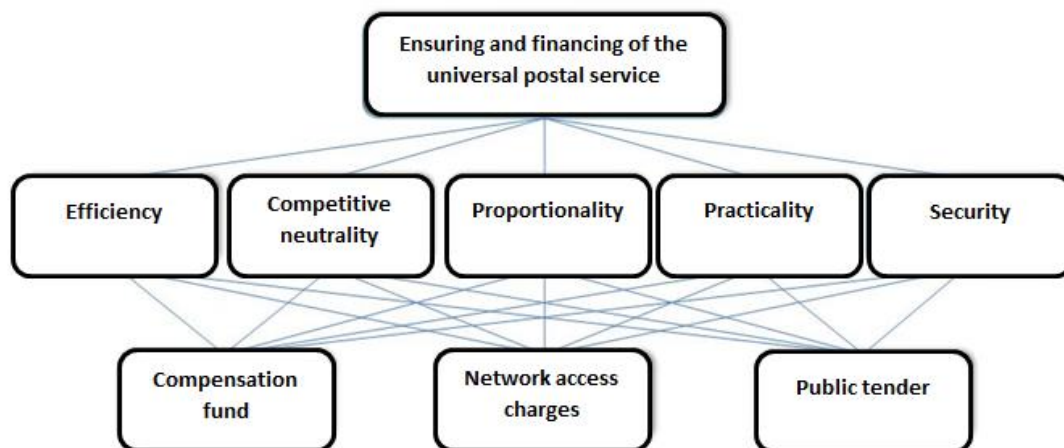 Ensuring and financing of the
universal postal service
Efficiency
Competitive
neutrality
Proportionality
Practicality
Security
Compensation
fund
Network access
charges
Public tender